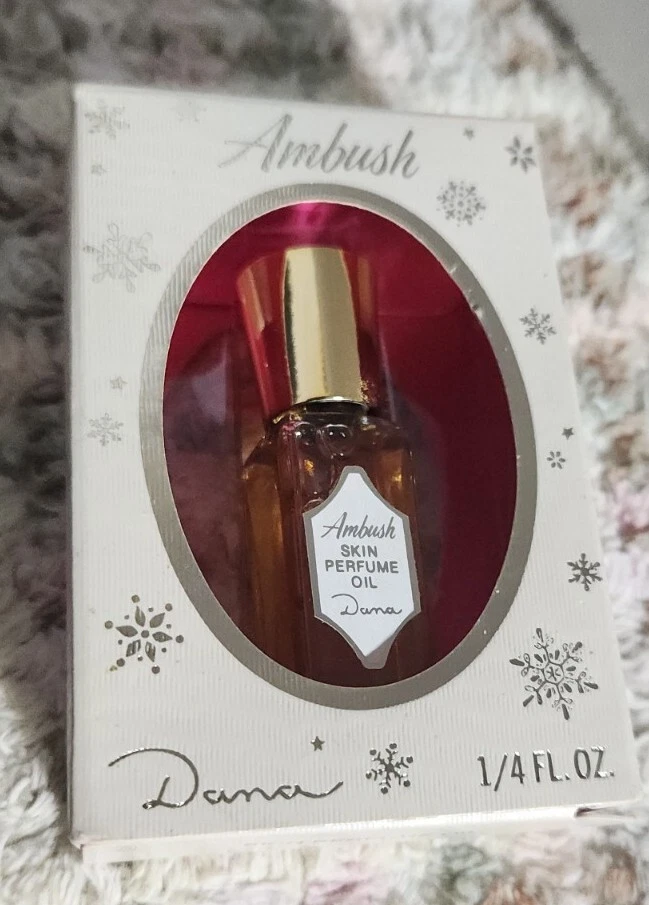 Ambush
Ambush
SKIN
PERFUME
OIL
Dana
Dana
1/4 FL. OZ.